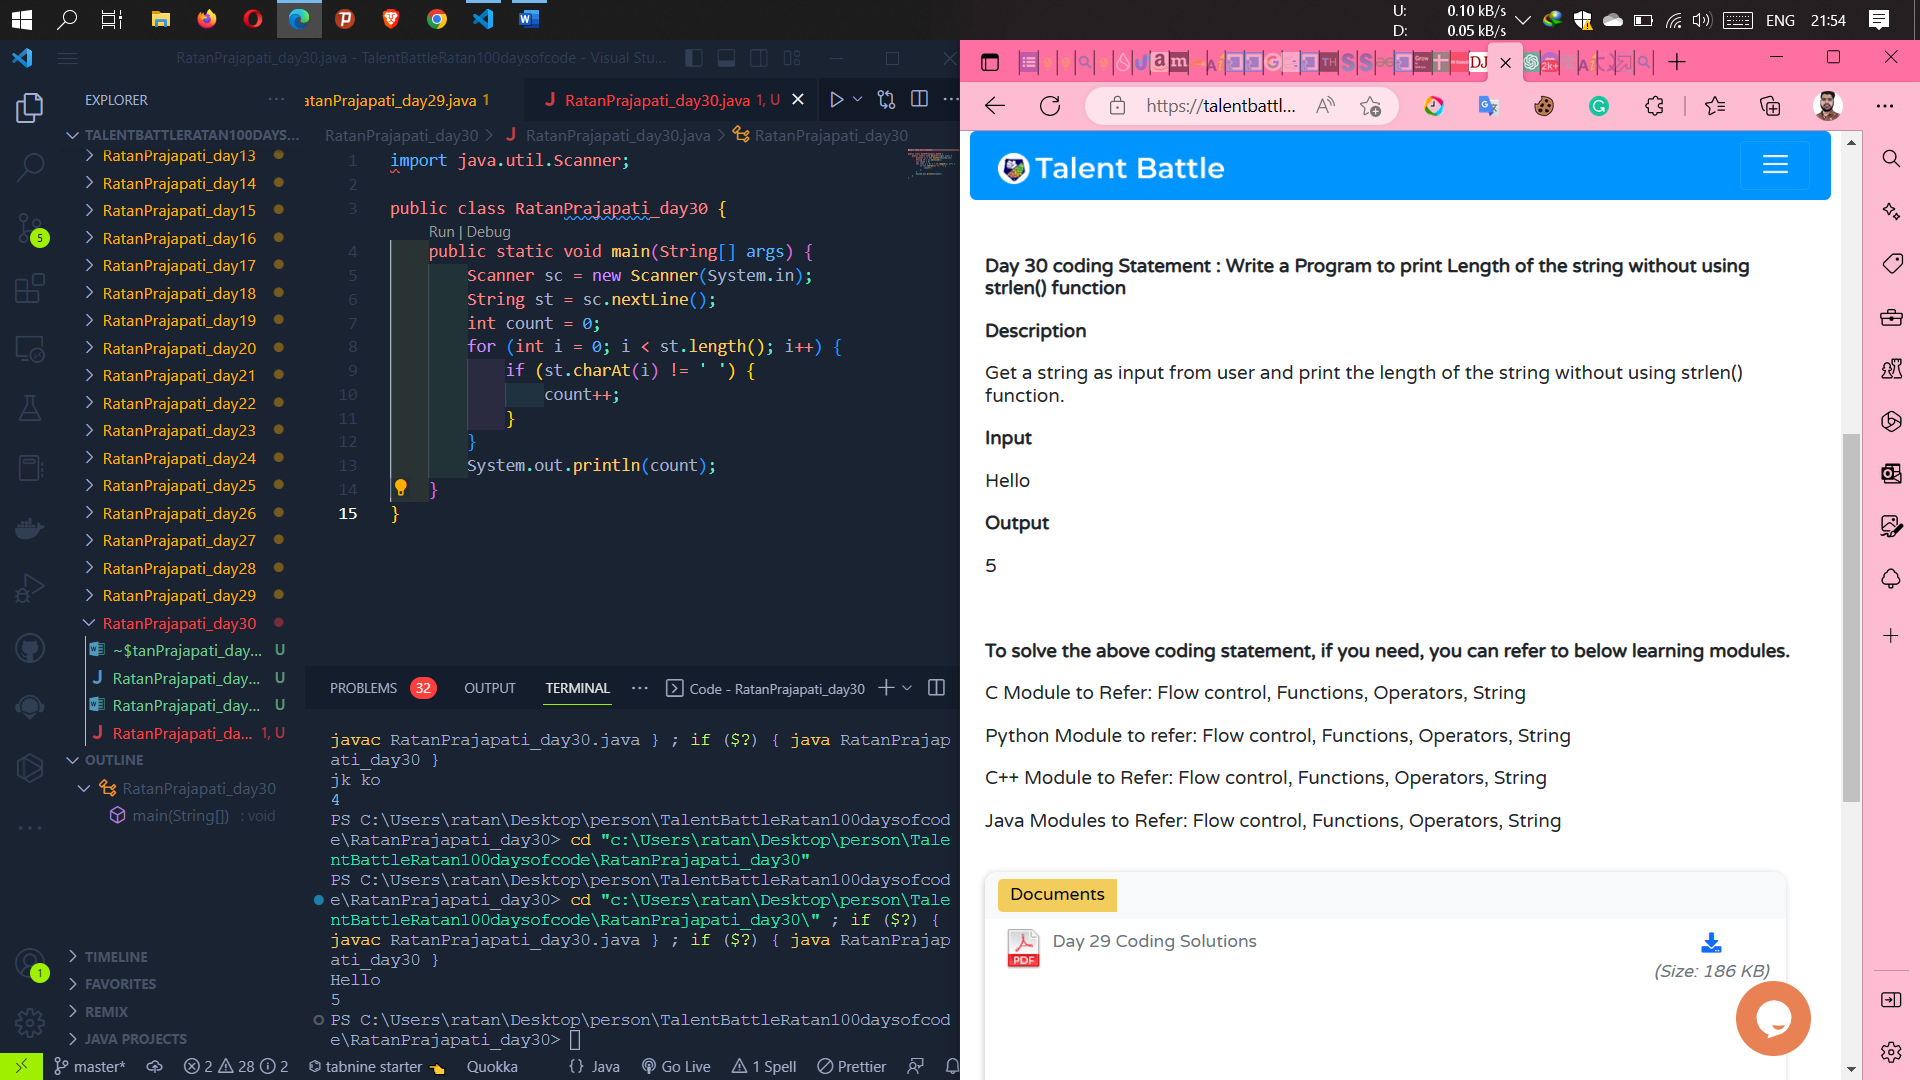 U: 0.10 kB/s
D: 0.05 kB/s
ENG 21:54
RatanPrajapati_day30.java - TalentBattleRatan100daysofcode - Visual Stu...
EXPLORER
TALENTBATTLERATAN100DAYS...
RatanPrajapati_day13
RatanPrajapati_day14
RatanPrajapati_day15
RatanPrajapati_day16
RatanPrajapati_day17
RatanPrajapati_day18
RatanPrajapati_day19
RatanPrajapati_day20
RatanPrajapati_day21
RatanPrajapati_day22
RatanPrajapati_day23
RatanPrajapati_day24
RatanPrajapati_day25
RatanPrajapati_day26
RatanPrajapati_day27
RatanPrajapati_day28
RatanPrajapati_day29
RatanPrajapati_day30
~$tanPrajapati_day... U
RatanPrajapati_day... U
RatanPrajapati_day... U
RatanPrajapati_da... 1, U
OUTLINE
RatanPrajapati_day30
main(String[]) : void
TIMELINE
FAVORITES
REMIX
JAVA PROJECTS
5
1
atanPrajapati_day29.java 1
RatanPrajapati_day30.java 1, U
RatanPrajapati_day30 > RatanPrajapati_day30.java > RatanPrajapati_day30
1 import java.util.Scanner;
2
3 public class RatanPrajapati_day30 {
Run | Debug
4 public static void main(String[] args) {
5 Scanner sc = new Scanner(System.in);
6 String st = sc.nextLine();
7 int count = 0;
8 for (int i = 0; i < st.length(); i++) {
9 if (st.charAt(i) != ' ') {
10 count++;
11 }
12 }
13 System.out.println(count);
14 }
15 }
PROBLEMS 32 OUTPUT TERMINAL ... Code - RatanPrajapati_day30
javac RatanPrajapati_day30.java } ; if ($?) { java RatanPrajap
ati_day30 }
jk ko
4
PS C:\Users\ratan\Desktop\person\TalentBattleRatan100daysofcod
e\RatanPrajapati_day30> cd "c:\Users\ratan\Desktop\person\Tale
ntBattleRatan100daysofcode\RatanPrajapati_day30"
PS C:\Users\ratan\Desktop\person\TalentBattleRatan100daysofcod
e\RatanPrajapati_day30> cd "c:\Users\ratan\Desktop\person\Tale
ntBattleRatan100daysofcode\RatanPrajapati_day30\" ; if ($?) {
javac RatanPrajapati_day30.java } ; if ($?) { java RatanPrajap
ati_day30 }
Hello
5
PS C:\Users\ratan\Desktop\person\TalentBattleRatan100daysofcod
e\RatanPrajapati_day30>
master* 2 28 2 tabnine starter Quokka {} Java Go Live 1 Spell Prettier
https://talentbattl...
Talent Battle
Day 30 coding Statement : Write a Program to print Length of the string without using
strlen() function
Description
Get a string as input from user and print the length of the string without using strlen()
function.
Input
Hello
Output
5
To solve the above coding statement, if you need, you can refer to below learning modules.
C Module to Refer: Flow control, Functions, Operators, String
Python Module to refer: Flow control, Functions, Operators, String
C++ Module to Refer: Flow control, Functions, Operators, String
Java Modules to Refer: Flow control, Functions, Operators, String
Documents
PDF
Day 29 Coding Solutions
(Size: 186 KB)